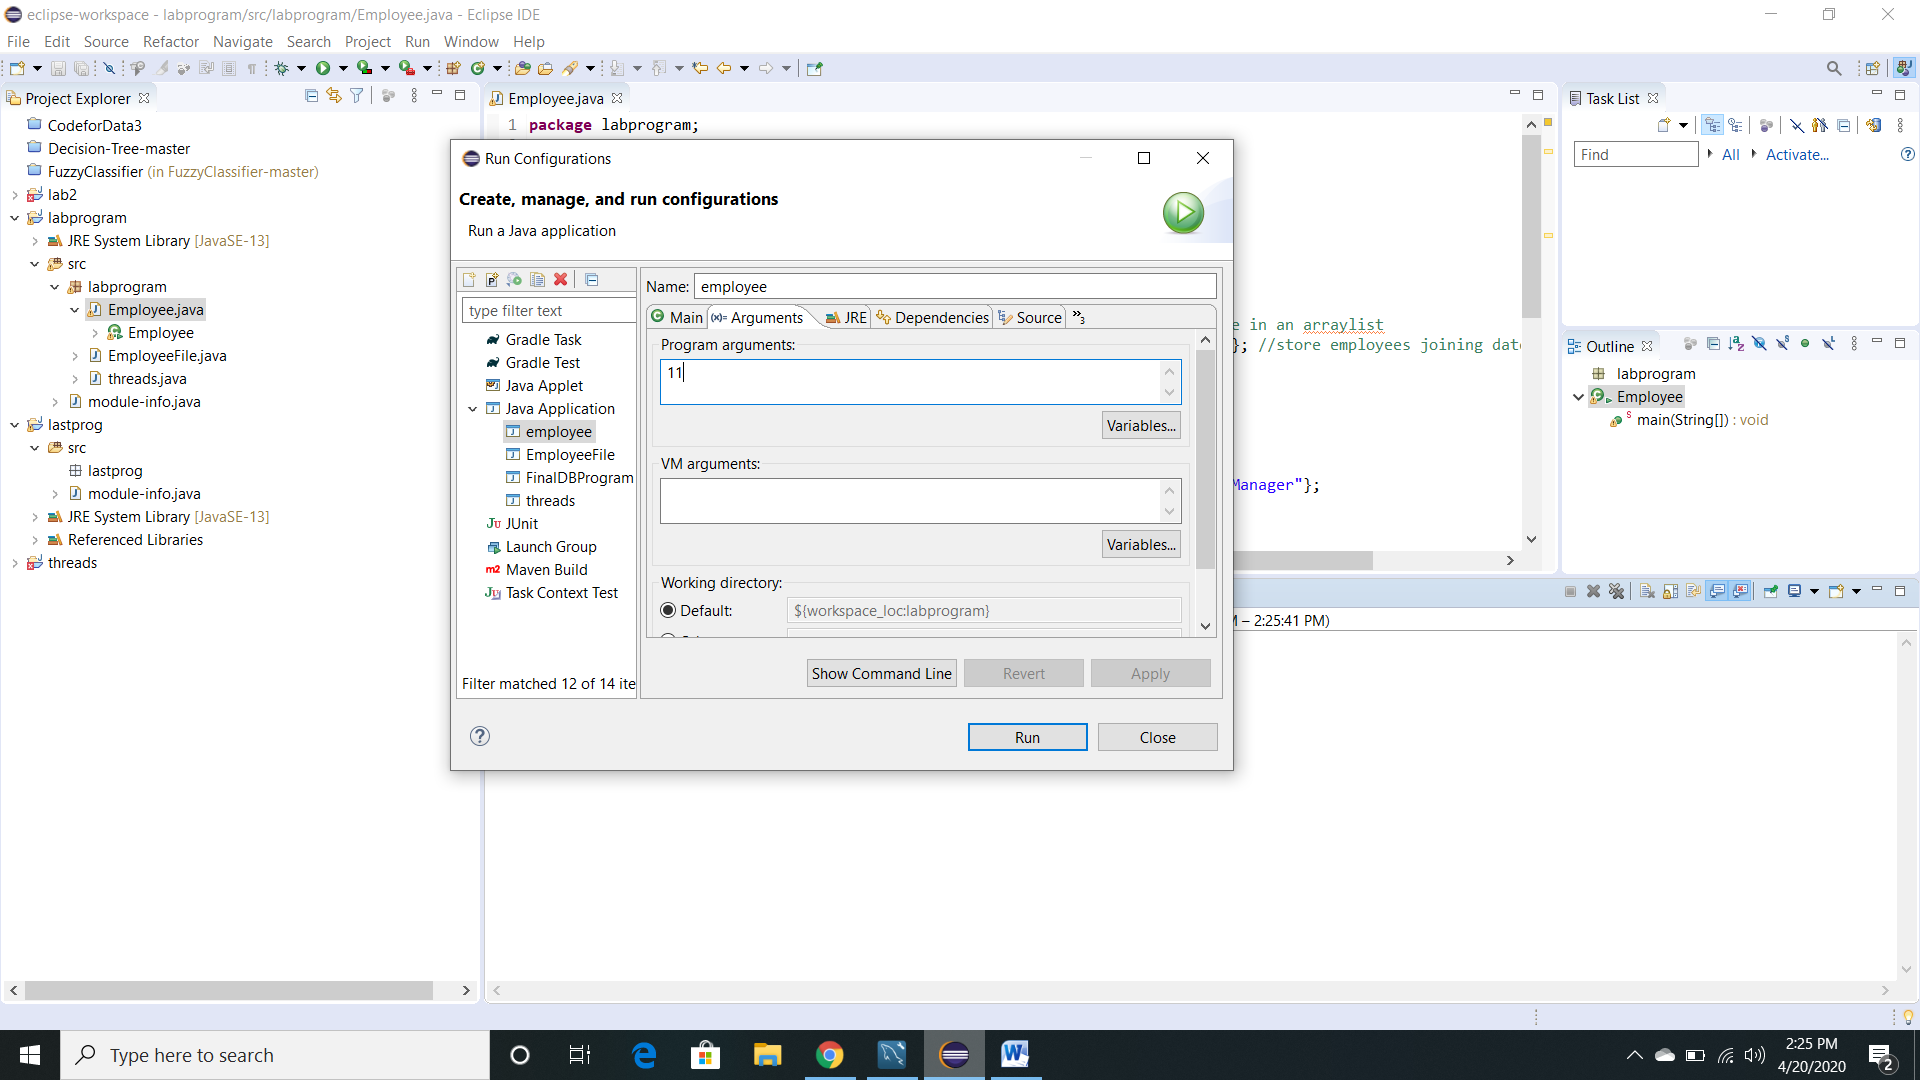 eclipse-workspace - labprogram/src/labprogram/Employee.java - Eclipse IDE
File Edit Source Refactor Navigate Search Project Run Window Help
Project Explorer
CodeforData3
Decision-Tree-master
FuzzyClassifier (in FuzzyClassifier-master)
lab2
labprogram
JRE System Library [JavaSE-13]
src
labprogram
Employee.java
Employee
EmployeeFile.java
threads.java
module-info.java
lastprog
src
lastprog
module-info.java
JRE System Library [JavaSE-13]
Referenced Libraries
threads
Employee.java
1 package labprogram;
e in an arraylist
}; //store employees joining date
Manager"};
Run Configurations
Create, manage, and run configurations
Run a Java application
type filter text
Gradle Task
Gradle Test
Java Applet
Java Application
employee
EmployeeFile
FinalDBProgram
threads
JUnit
Launch Group
Maven Build
Task Context Test
Filter matched 12 of 14 ite
Name: employee
Main Arguments JRE Dependencies Source »3
Program arguments:
11
Variables...
VM arguments:
Variables...
Working directory:
Default: ${workspace_loc:labprogram}
Show Command Line Revert Apply
Run Close
Task List
Find All Activate...
Outline
labprogram
Employee
main(String[]) : void
– 2:25:41 PM)
Type here to search
2:25 PM
4/20/2020
2